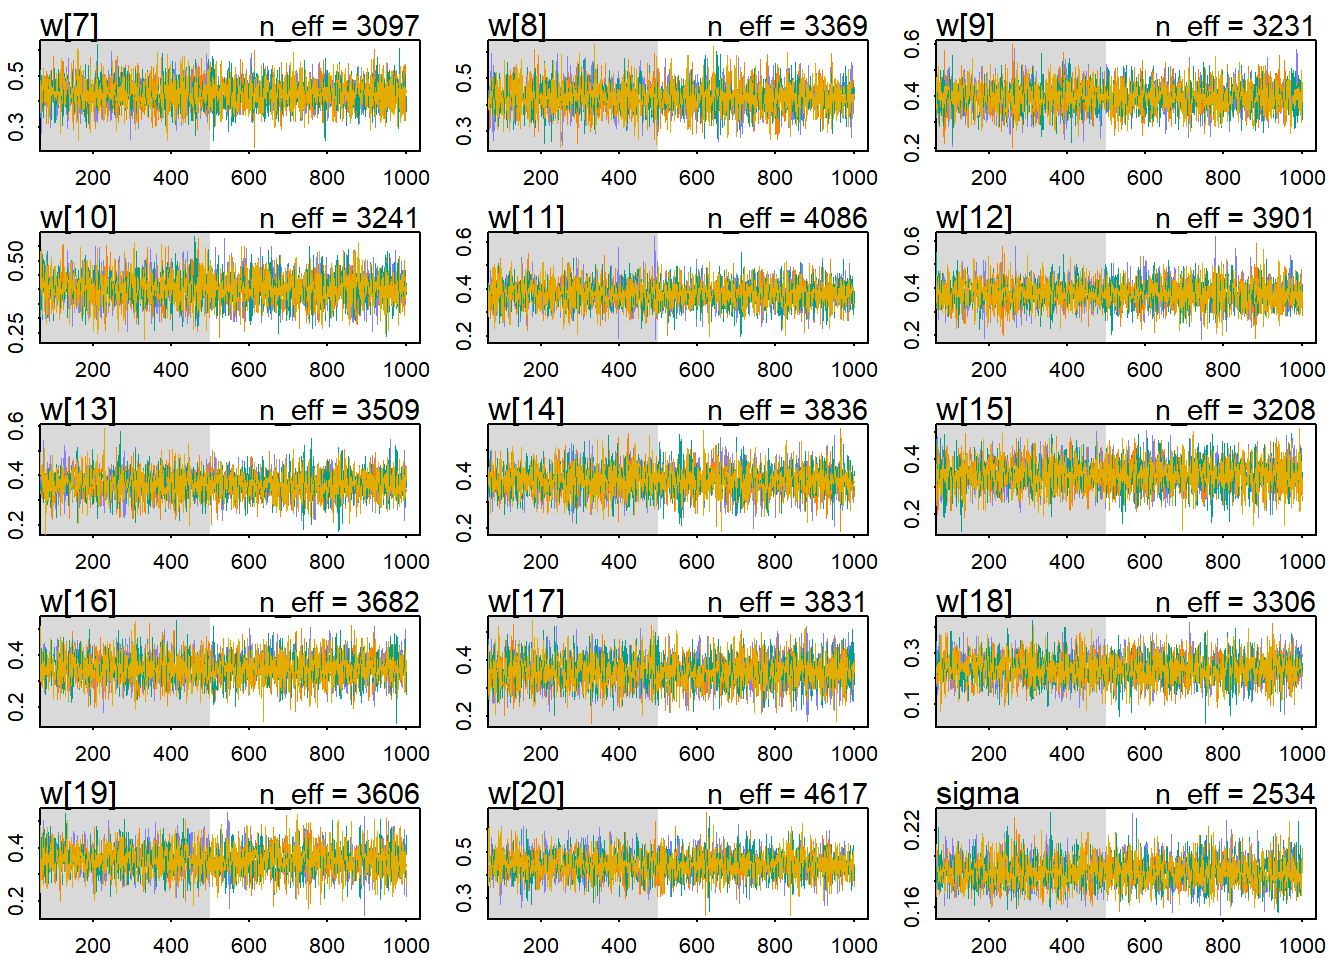 w[7] n_eff = 3097 w[8] n_eff = 3369 w[9] n_eff = 3231
0.3 0.5 0.3 0.5 0.2 0.4 0.6
200 400 600 800 1000 200 400 600 800 1000 200 400 600 800 1000
w[10] n_eff = 3241 w[11] n_eff = 4086 w[12] n_eff = 3901
0.25 0.50 0.2 0.4 0.6 0.2 0.4 0.6
200 400 600 800 1000 200 400 600 800 1000 200 400 600 800 1000
w[13] n_eff = 3509 w[14] n_eff = 3836 w[15] n_eff = 3208
0.2 0.4 0.6 0.2 0.4 0.2 0.4
200 400 600 800 1000 200 400 600 800 1000 200 400 600 800 1000
w[16] n_eff = 3682 w[17] n_eff = 3831 w[18] n_eff = 3306
0.2 0.4 0.2 0.4 0.1 0.3
200 400 600 800 1000 200 400 600 800 1000 200 400 600 800 1000
w[19] n_eff = 3606 w[20] n_eff = 4617 sigma n_eff = 2534
0.2 0.4 0.3 0.5 0.16 0.22
200 400 600 800 1000 200 400 600 800 1000 200 400 600 800 1000